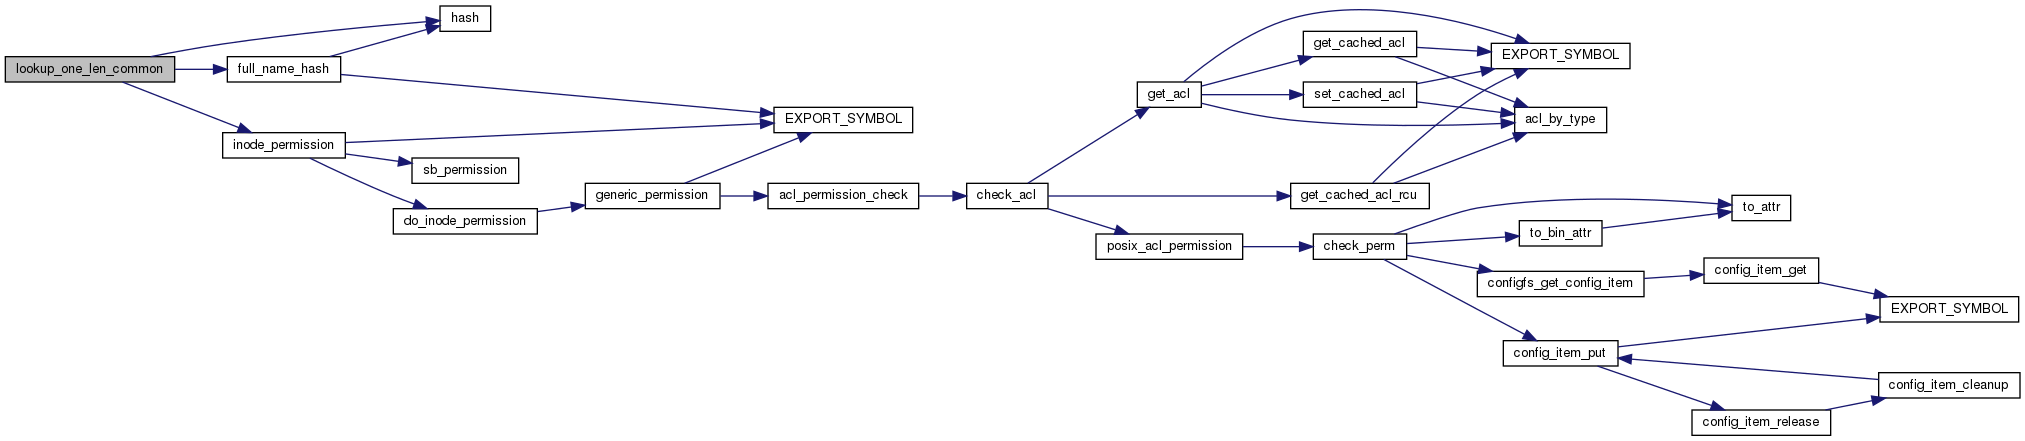 lookup_one_len_common
hash
full_name_hash
inode_permission
EXPORT_SYMBOL
sb_permission
do_inode_permission
generic_permission
acl_permission_check
check_acl
get_acl
get_cached_acl
set_cached_acl
EXPORT_SYMBOL
acl_by_type
get_cached_acl_rcu
posix_acl_permission
check_perm
to_attr
to_bin_attr
configfs_get_config_item
config_item_get
EXPORT_SYMBOL
config_item_put
config_item_cleanup
config_item_release